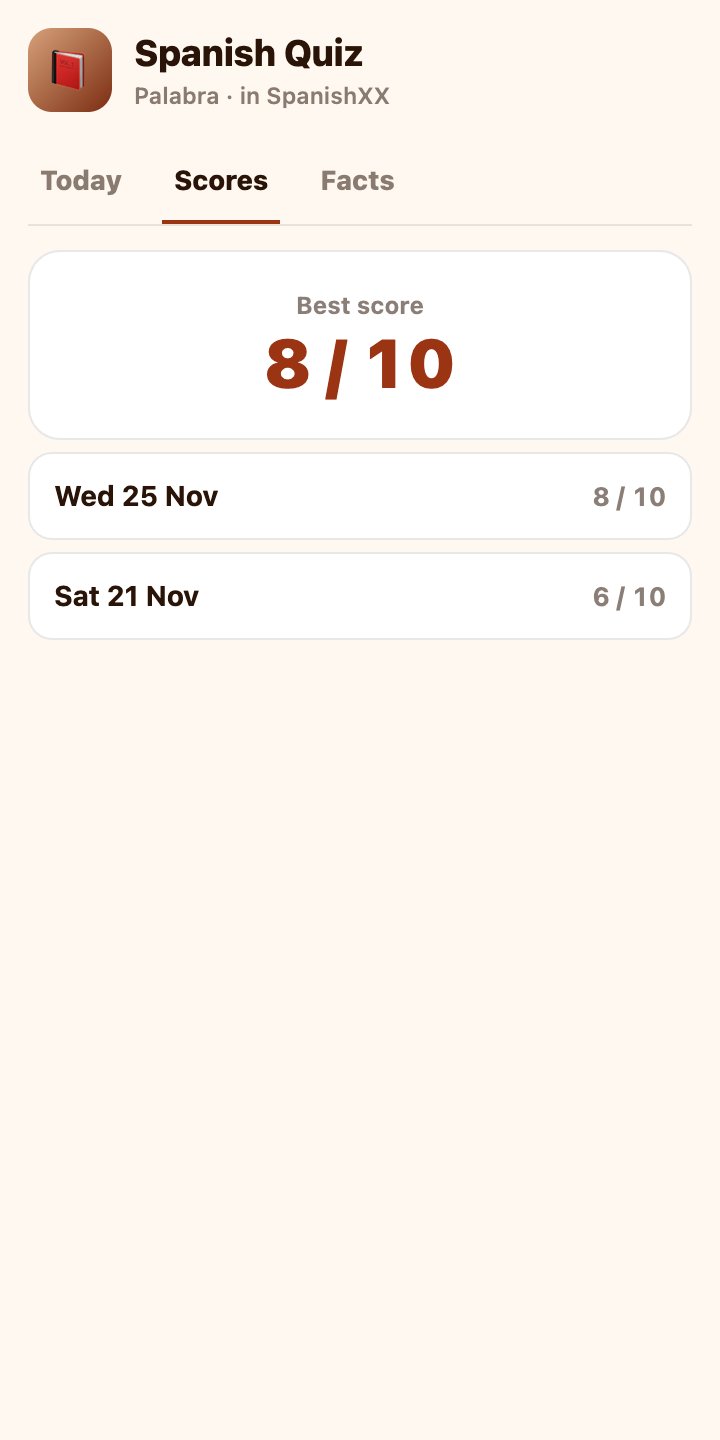 Spanish Quiz
Palabra · in SpanishXX
Today Scores Facts
Best score
8 / 10
Wed 25 Nov 8 / 10
Sat 21 Nov 6 / 10